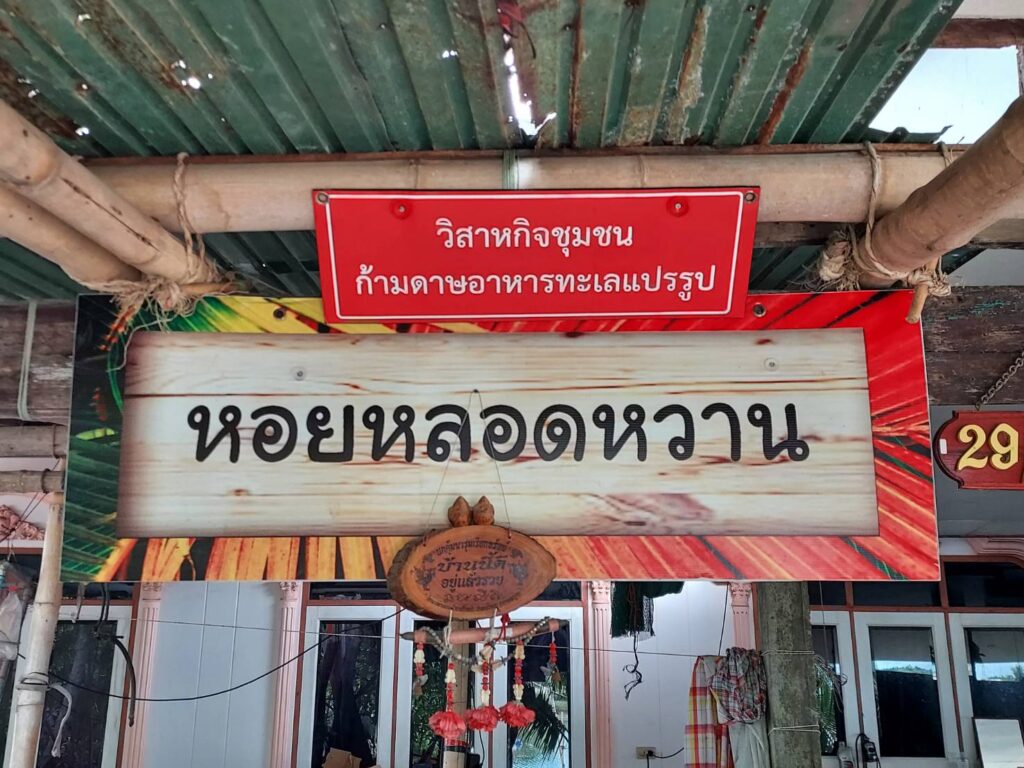 วิสาหกิจชุมชน
ก้ามดาษอาหารทะเลแปรรูป
หอยหลอดหวาน
29
บ้านนี้ดี
อยู่แล้วรวย